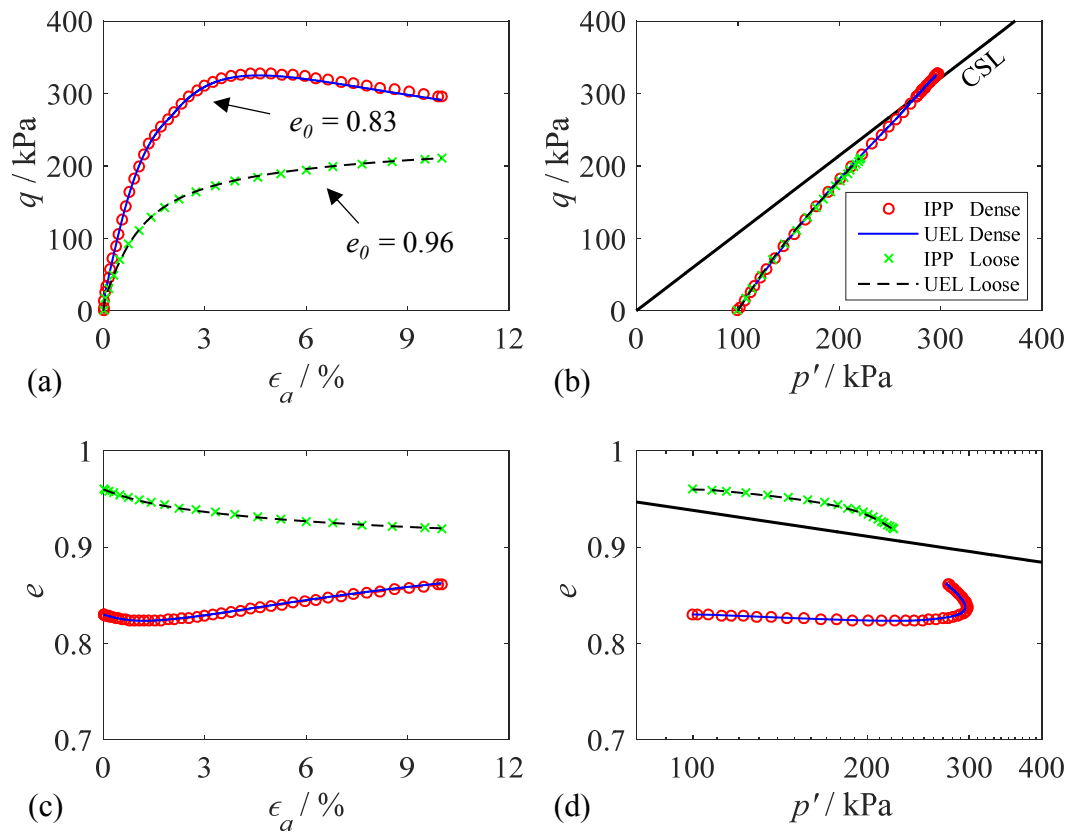 400
300
200
100
0
q / kPa
e0 = 0.83
e0 = 0.96
0 3 6 9 12
(a)
ϵa / %
400
300
200
100
0
q / kPa
CSL
IPP Dense
UEL Dense
IPP Loose
UEL Loose
0 100 200 300 400
(b)
p′ / kPa
1
0.9
0.8
0.7
e
0 3 6 9 12
(c)
ϵa / %
1
0.9
0.8
0.7
e
100 200 300 400
(d)
p′ / kPa